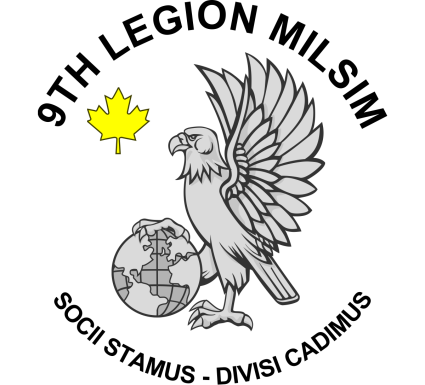 9TH LEGION MILSIM
SOCII STAMUS - DIVISI CADIMUS